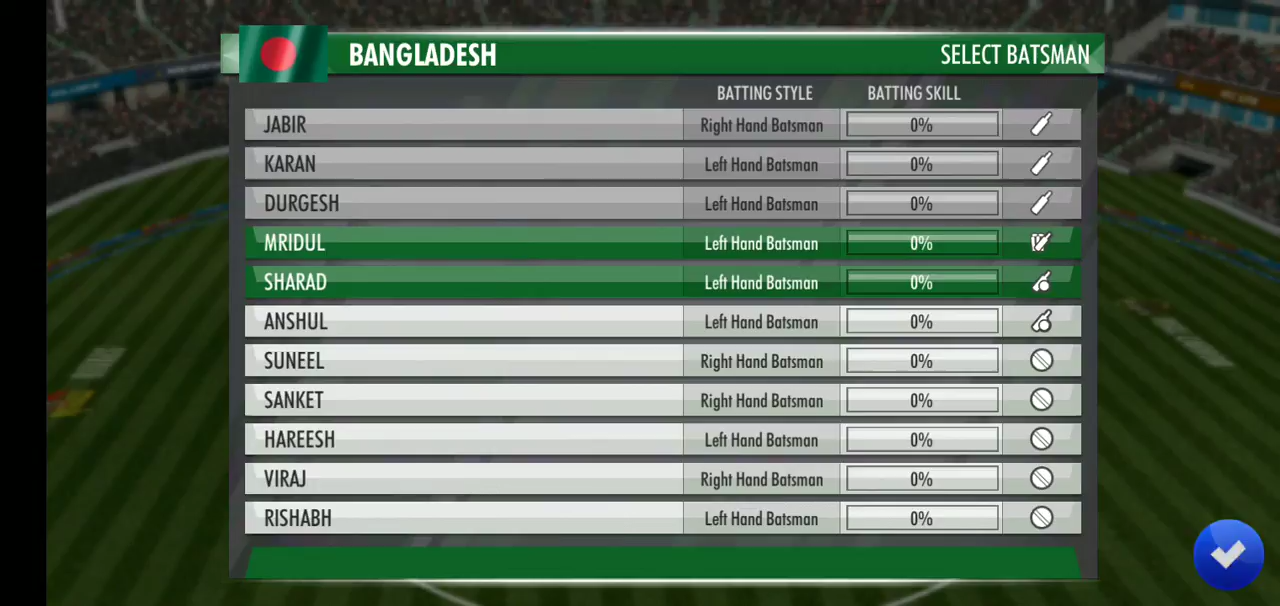 BANGLADESH SELECT BATSMAN
BATTING STYLE BATTING SKILL
JABIR Right Hand Batsman 0%
KARAN Left Hand Batsman 0%
DURGESH Left Hand Batsman 0%
MRIDUL Left Hand Batsman 0%
SHARAD Left Hand Batsman 0%
ANSHUL Left Hand Batsman 0%
SUNEEL Right Hand Batsman 0%
SANKET Right Hand Batsman 0%
HAREESH Left Hand Batsman 0%
VIRAJ Right Hand Batsman 0%
RISHABH Left Hand Batsman 0%